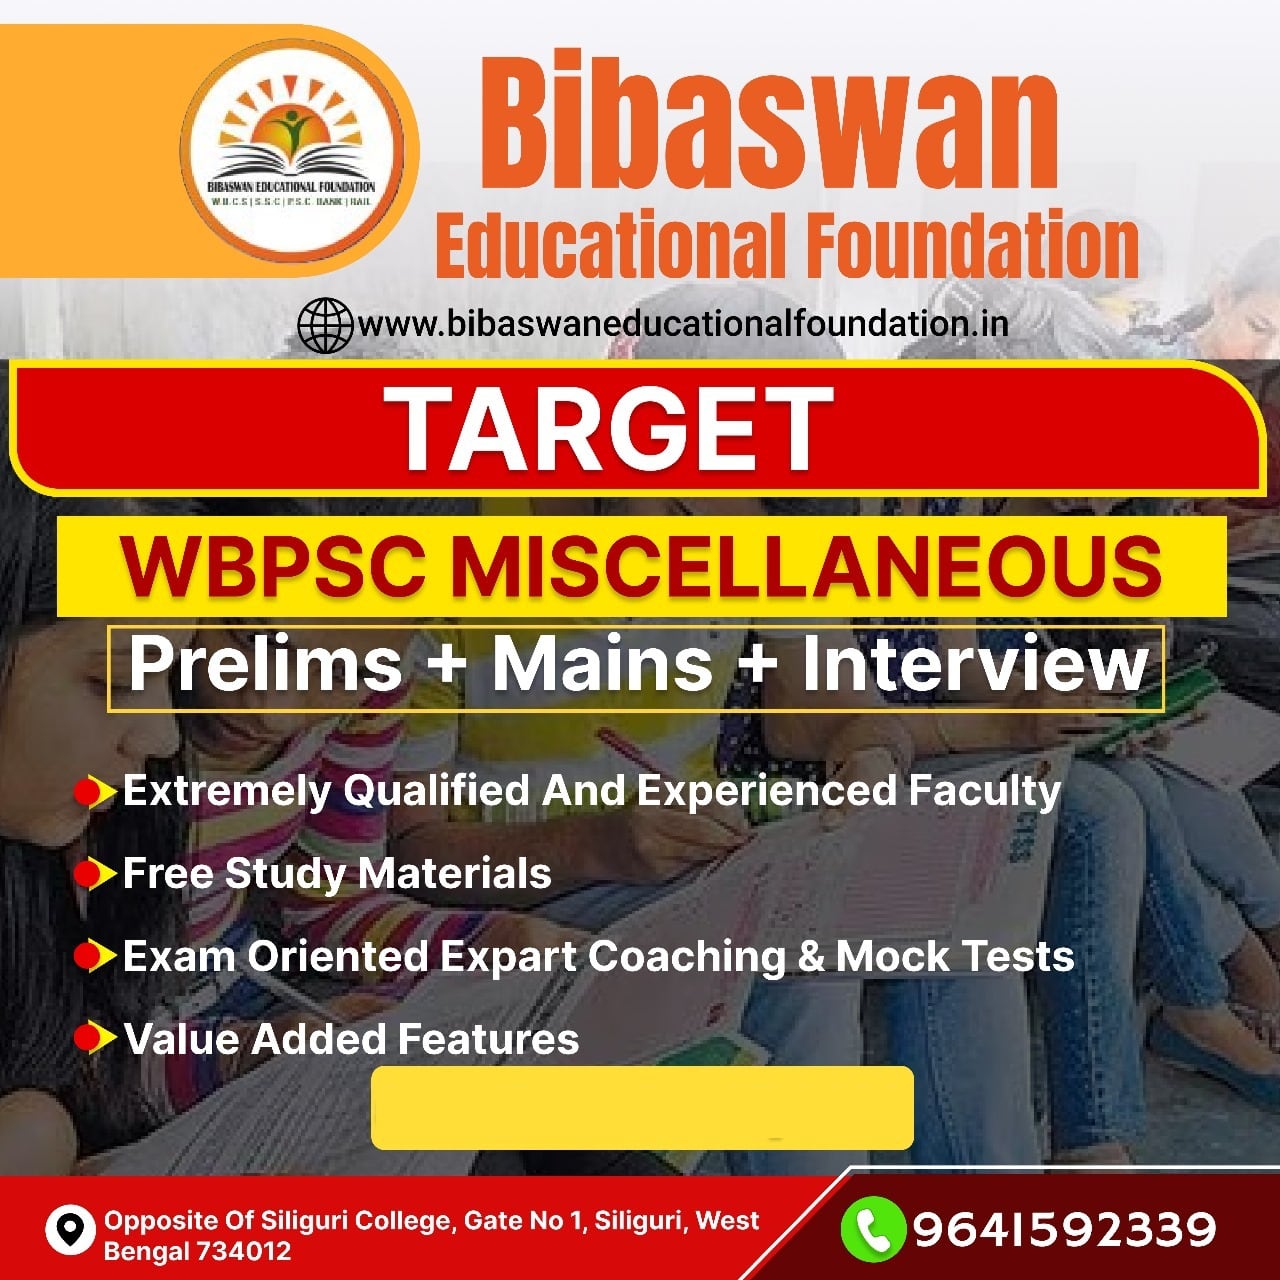 BIBASWAN EDUCATIONAL FOUNDATION
W.B.C.S | S.S.C | P.S.C. BANK | RAIL
Bibaswan
Educational Foundation
www.bibaswaneducationalfoundation.in
TARGET
WBPSC MISCELLANEOUS
Prelims + Mains + Interview
Extremely Qualified And Experienced Faculty
Free Study Materials
Exam Oriented Expart Coaching & Mock Tests
Value Added Features
Opposite Of Siliguri College, Gate No 1, Siliguri, West
Bengal 734012
9641592339